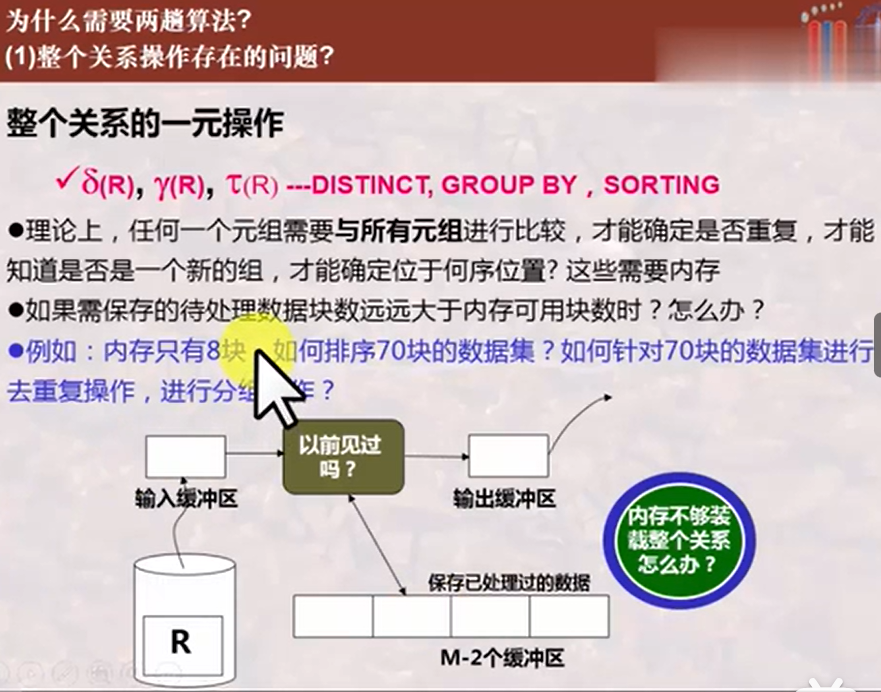 为什么需要两趟算法?
(1)整个关系操作存在的问题?
整个关系的一元操作
✓δ(R), γ(R), τ(R) ---DISTINCT, GROUP BY，SORTING
●理论上，任何一个元组需要与所有元组进行比较，才能确定是否重复，才能
知道是否是一个新的组，才能确定位于何序位置? 这些需要内存
●如果需保存的待处理数据块数远远大于内存可用块数时？怎么办？
●例如：内存只有8块，如何排序70块的数据集？如何针对70块的数据集进行
去重复操作，进行分组 作？
以前见过
吗？
输入缓冲区
输出缓冲区
内存不够装
载整个关系
怎么办？
保存已处理过的数据
R
M-2个缓冲区